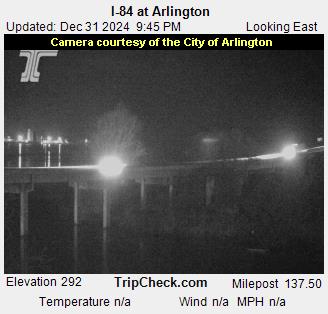 I-84 at Arlington
Updated: Dec 31 2024 9:45 PM Looking East
Camera courtesy of the City of Arlington
Elevation 292 TripCheck.com Milepost 137.50
Temperature n/a Wind n/a MPH n/a